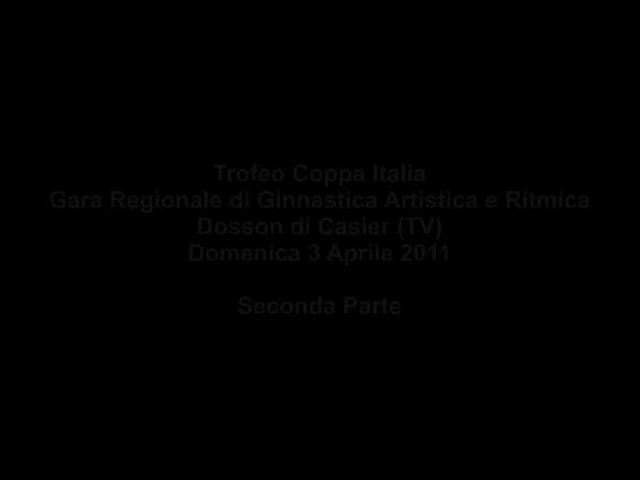 Trofeo Coppa Italia
Gara Regionale di Ginnastica Artistica e Ritmica
Dosson di Casier (TV)
Domenica 3 Aprile 2011
Seconda Parte